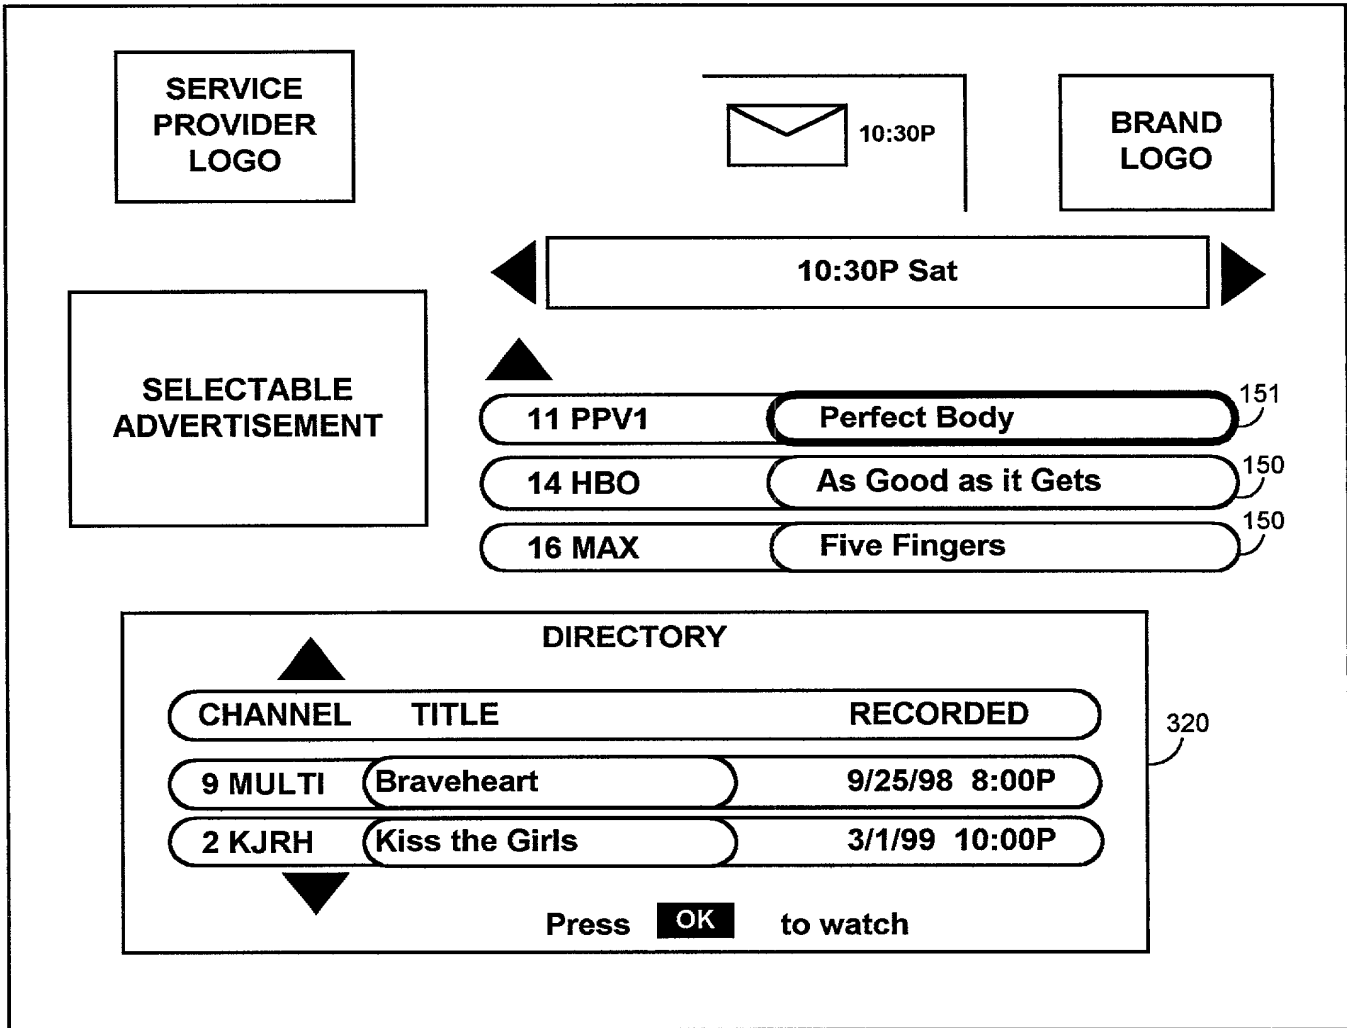 SERVICE
PROVIDER
LOGO
10:30P
BRAND
LOGO
10:30P Sat
SELECTABLE
ADVERTISEMENT
11 PPV1 Perfect Body 151
14 HBO As Good as it Gets 150
16 MAX Five Fingers 150
DIRECTORY
CHANNEL TITLE RECORDED
320
9 MULTI Braveheart 9/25/98 8:00P
2 KJRH Kiss the Girls 3/1/99 10:00P
Press OK to watch